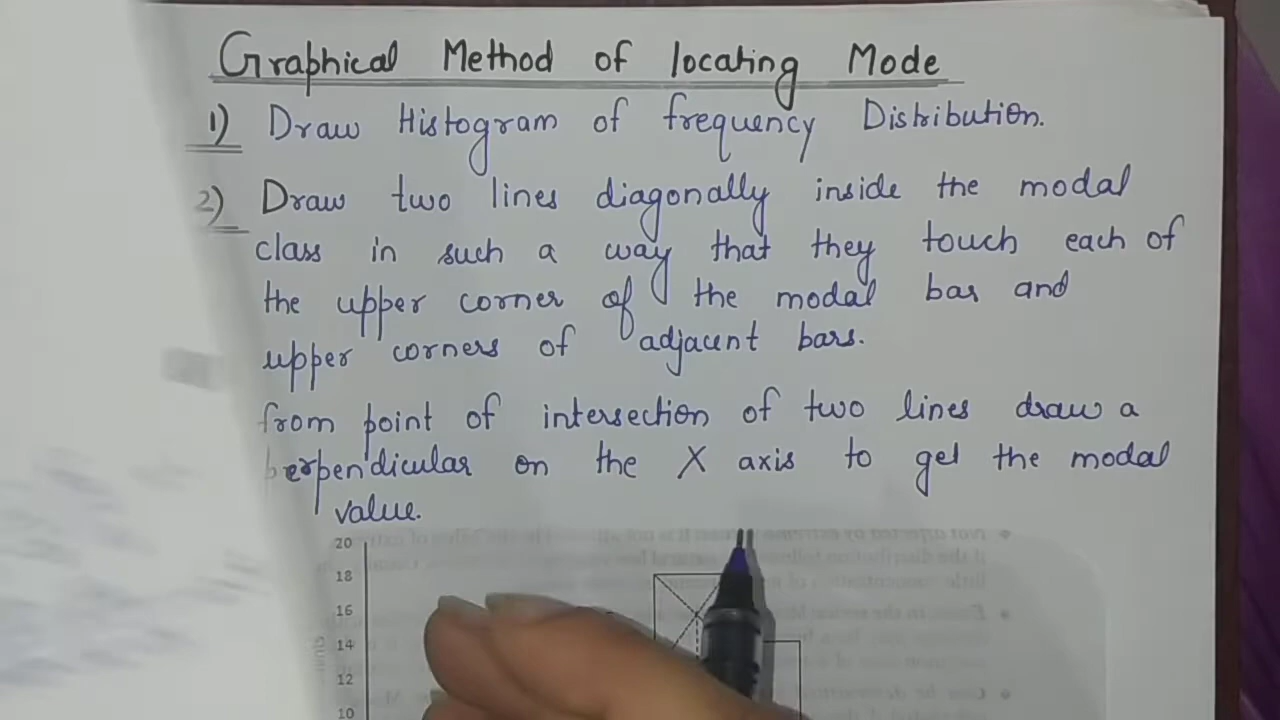 Graphical Method of locating Mode
1) Draw Histogram of frequency Distribution.
2) Draw two lines diagonally inside the modal
class in such a way that they touch each of
the upper corner of the modal bar and
upper corners of adjacent bars.
from point of intersection of two lines draw a
perpendicular on the X axis to get the modal
value.
20
18
16
14
12
10